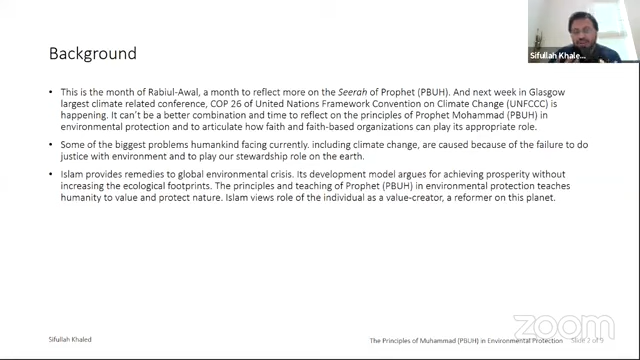 Sifullah Khale...
Background
• This is the month of Rabiul-Awal, a month to reflect more on the Seerah of Prophet (PBUH). And next week in Glasgow
largest climate related conference, COP 26 of United Nations Framework Convention on Climate Change (UNFCCC) is
happening. It can't be a better combination and time to reflect on the principles of Prophet Mohammad (PBUH) in
environmental protection and to articulate how faith and faith-based organizations can play its appropriate role.
• Some of the biggest problems humankind facing currently, including climate change, are caused because of the failure to do
justice with environment and to play our stewardship role on the earth.
• Islam provides remedies to global environmental crisis. Its development model argues for achieving prosperity without
increasing the ecological footprints. The principles and teaching of Prophet (PBUH) in environmental protection teaches
humanity to value and protect nature. Islam views role of the individual as a value-creator, a reformer on this planet.
zoom
Sifullah Khaled
The Principles of Muhammad (PBUH) in Environmental Protection Slide 2 of 9